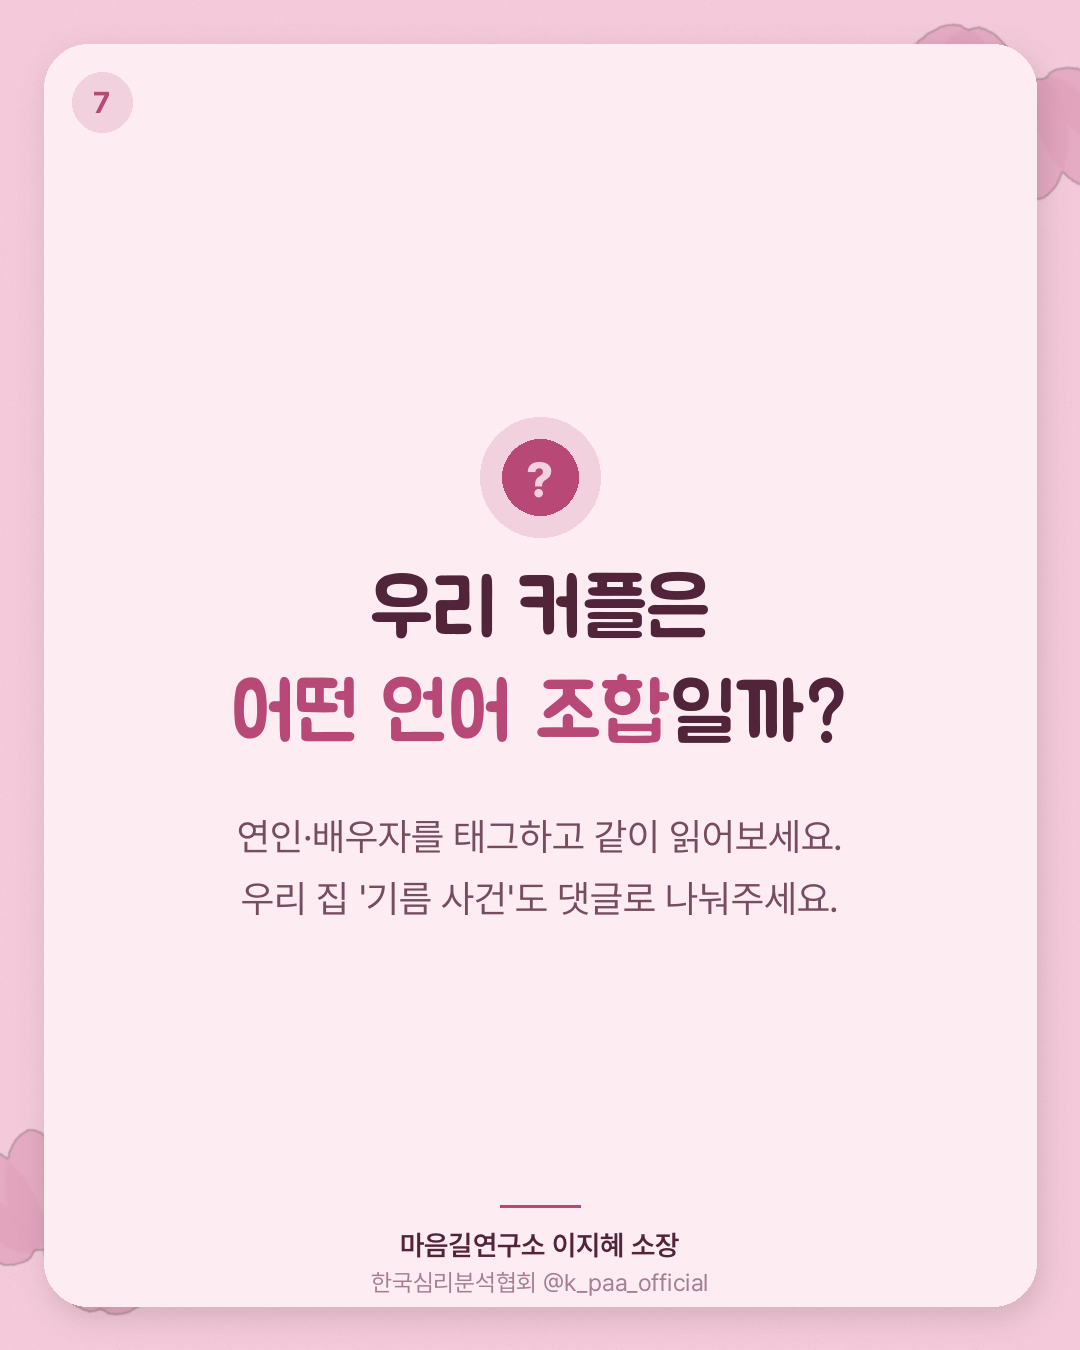 7
?
우리 커플은
어떤 언어 조합일까?
연인·배우자를 태그하고 같이 읽어보세요.
우리 집 '기름 사건'도 댓글로 나눠주세요.
마음길연구소 이지혜 소장
한국심리분석협회 @k_paa_official